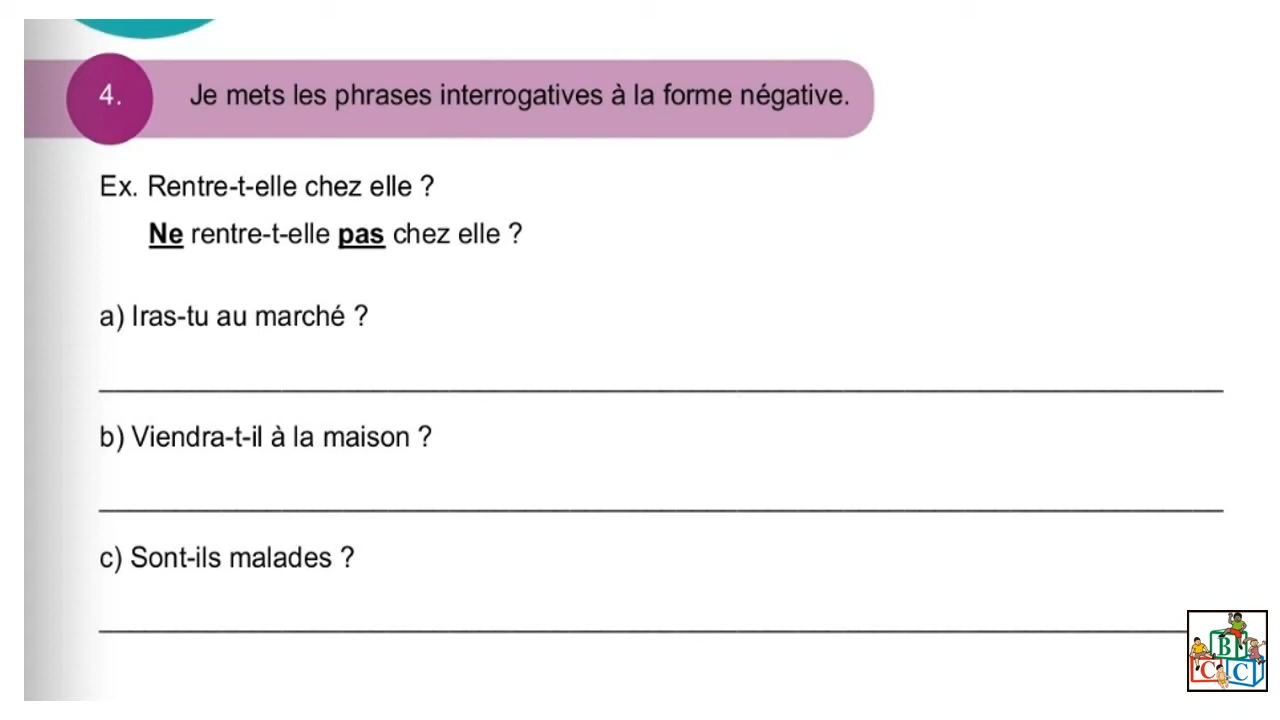 4. Je mets les phrases interrogatives à la forme négative.
Ex. Rentre-t-elle chez elle ?
Ne rentre-t-elle pas chez elle ?
a) Iras-tu au marché ?
b) Viendra-t-il à la maison ?
c) Sont-ils malades ?
B
C C